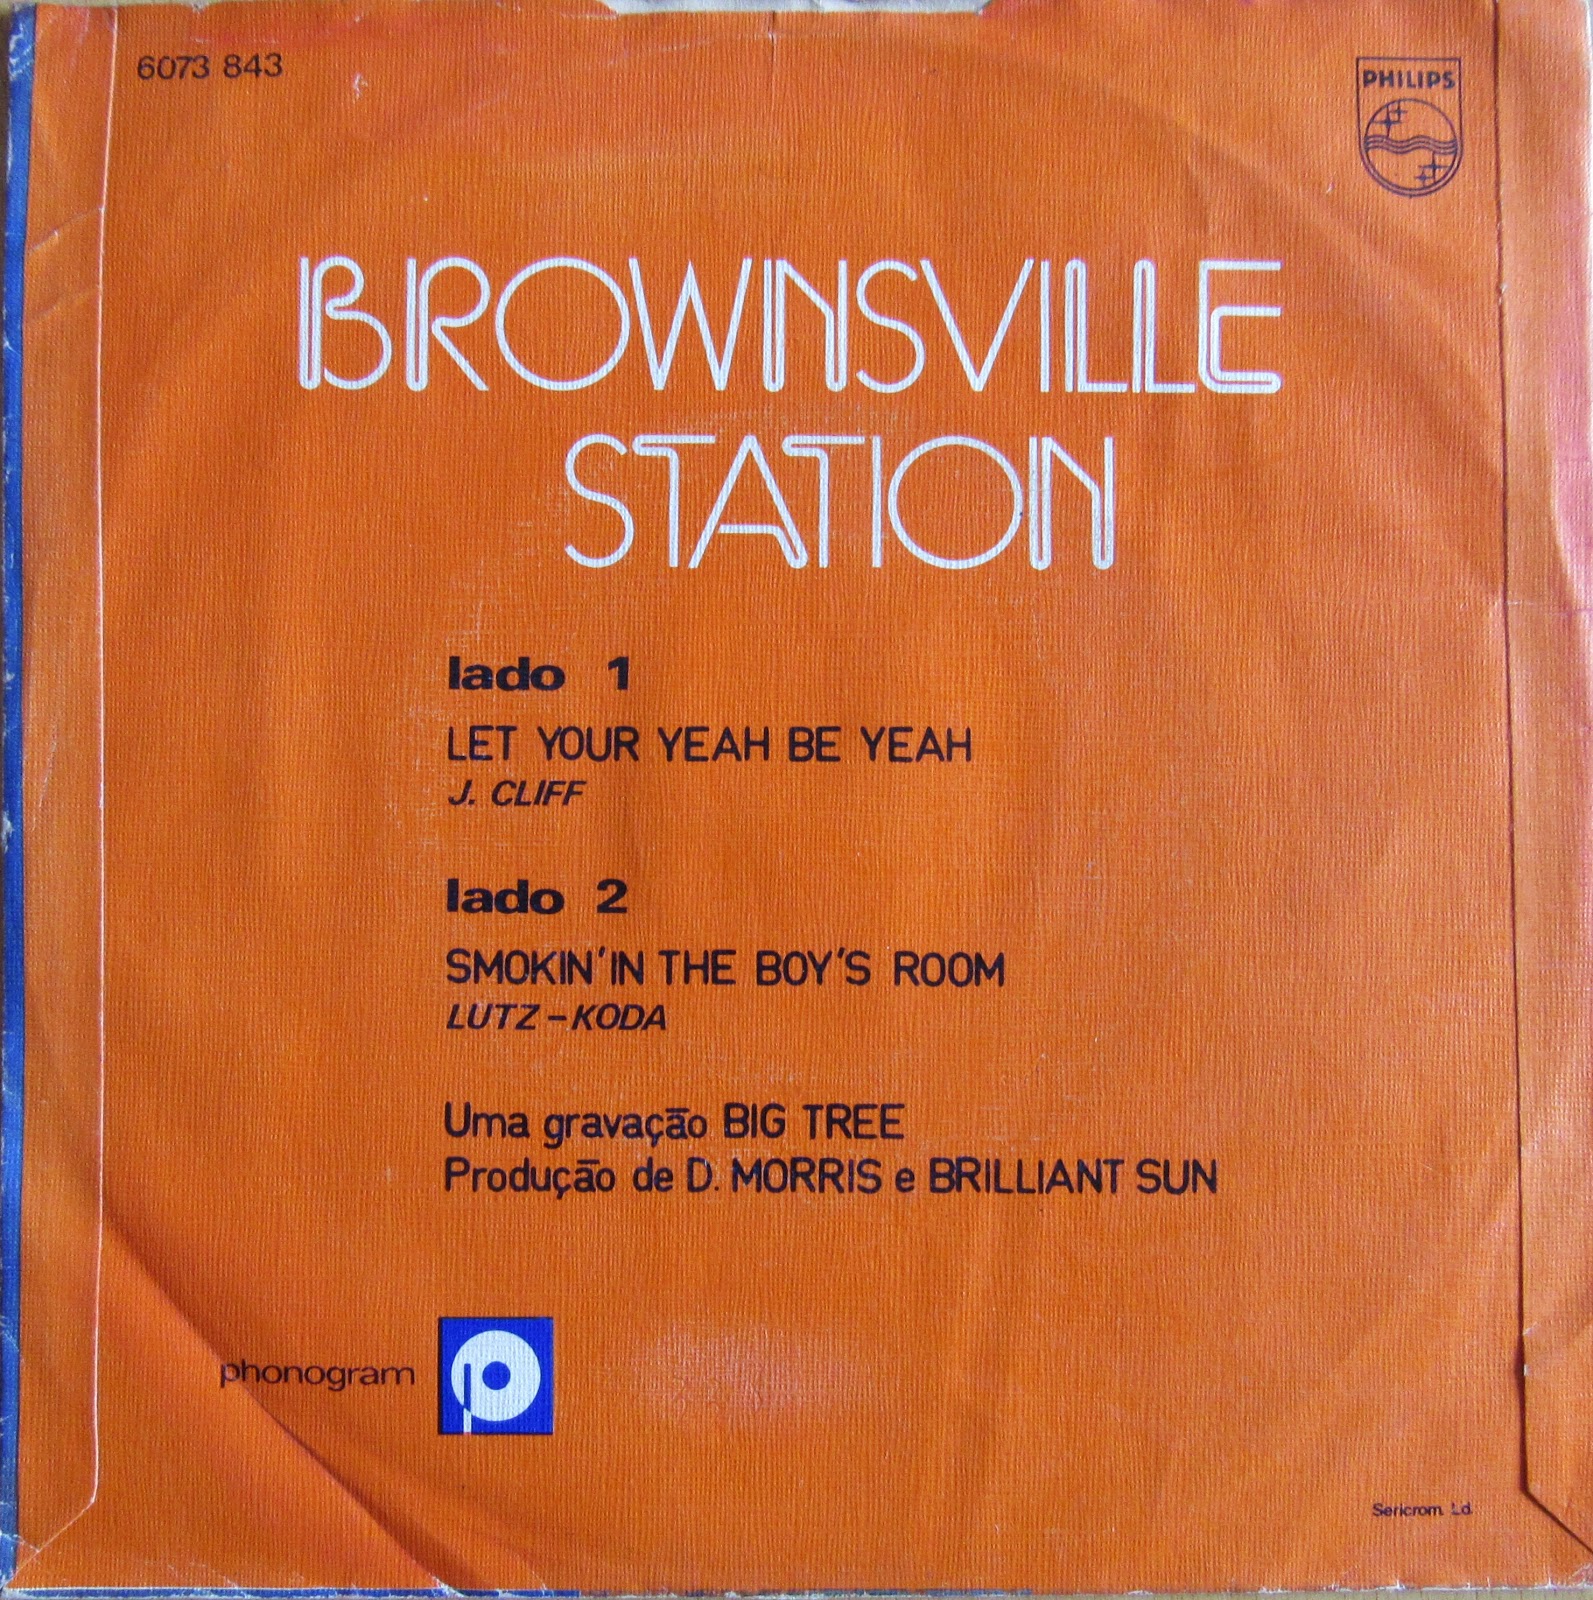 6073 843
PHILIPS
BROWNSVILLE
STATION
lado 1
LET YOUR YEAH BE YEAH
J. CLIFF
lado 2
SMOKIN' IN THE BOY'S ROOM
LUTZ – KODA
Uma gravação BIG TREE
Produção de D. MORRIS e BRILLIANT SUN
phonogram
Sericrom Ld